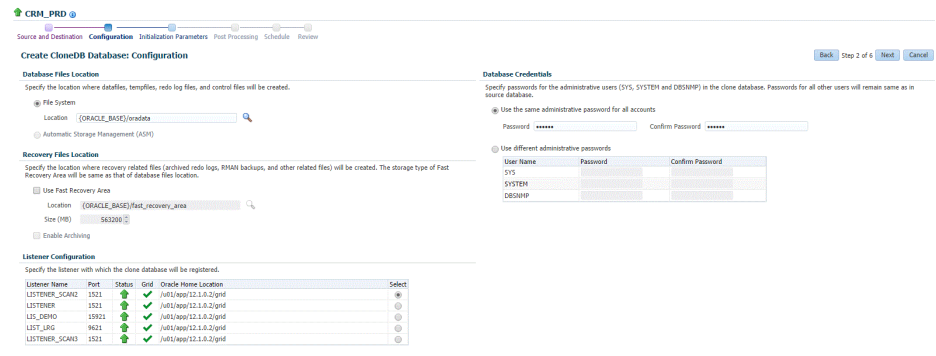 CRM_PRD
Source and Destination Configuration Initialization Parameters Post Processing Schedule Review
Create CloneDB Database: Configuration
Back Step 2 of 6 Next Cancel
Database Files Location
Specify the location where datafiles, tempfiles, redo log files, and control files will be created.
File System
Location {ORACLE_BASE}/oradata
Automatic Storage Management (ASM)
Recovery Files Location
Specify the location where recovery related files (archived redo logs, RMAN backups, and other related files) will be created. The storage type of Fast
Recovery Area will be same as that of database files location.
Use Fast Recovery Area
Location {ORACLE_BASE}/fast_recovery_area
Size (MB) 563200
Enable Archiving
Listener Configuration
Specify the listener with which the clone database will be registered.
Listener Name Port Status Grid Oracle Home Location Select
LISTENER_SCAN2 1521 /u01/app/12.1.0.2/grid
LISTENER 1521 /u01/app/12.1.0.2/grid
LIS_DEMO 15921 /u01/app/12.1.0.2/grid
LIST_LRG 9621 /u01/app/12.1.0.2/grid
LISTENER_SCAN3 1521 /u01/app/12.1.0.2/grid
Database Credentials
Specify passwords for the administrative users (SYS, SYSTEM and DBSNMP) in the clone database. Passwords for all other users will remain same as in
source database.
Use the same administrative password for all accounts
Password •••••• Confirm Password ••••••
Use different administrative passwords
User Name Password Confirm Password
SYS
SYSTEM
DBSNMP